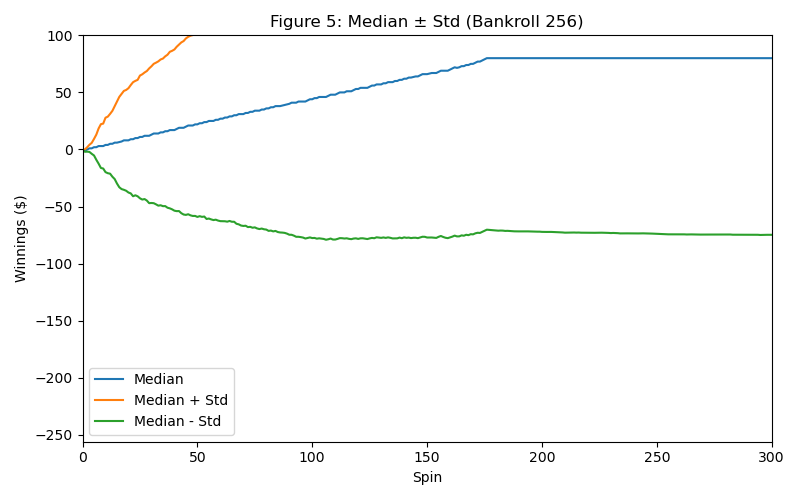 Figure 5: Median ± Std (Bankroll 256)
100
50
0
−50
−100
−150
−200
−250
Winnings ($)
Median
Median + Std
Median - Std
0 50 100 150 200 250 300
Spin